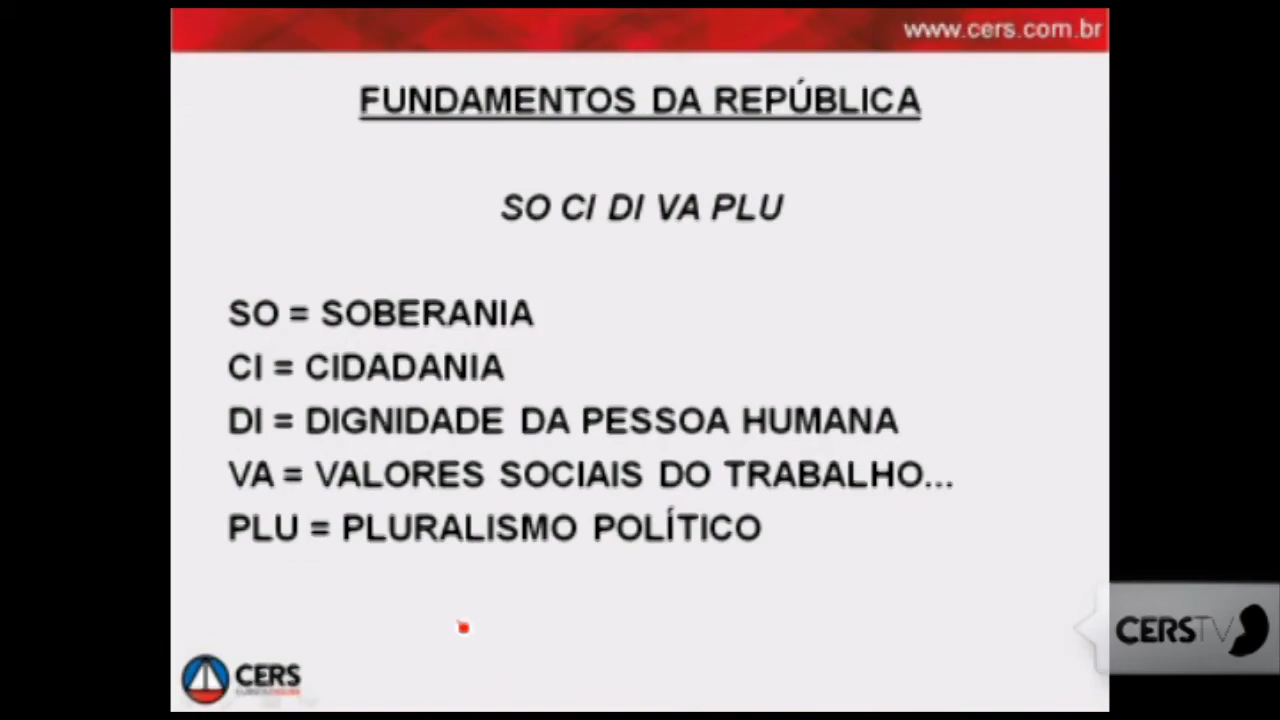 www.cers.com.br
FUNDAMENTOS DA REPÚBLICA
SO CI DI VA PLU
SO = SOBERANIA
CI = CIDADANIA
DI = DIGNIDADE DA PESSOA HUMANA
VA = VALORES SOCIAIS DO TRABALHO...
PLU = PLURALISMO POLÍTICO
CERSTV
CERS